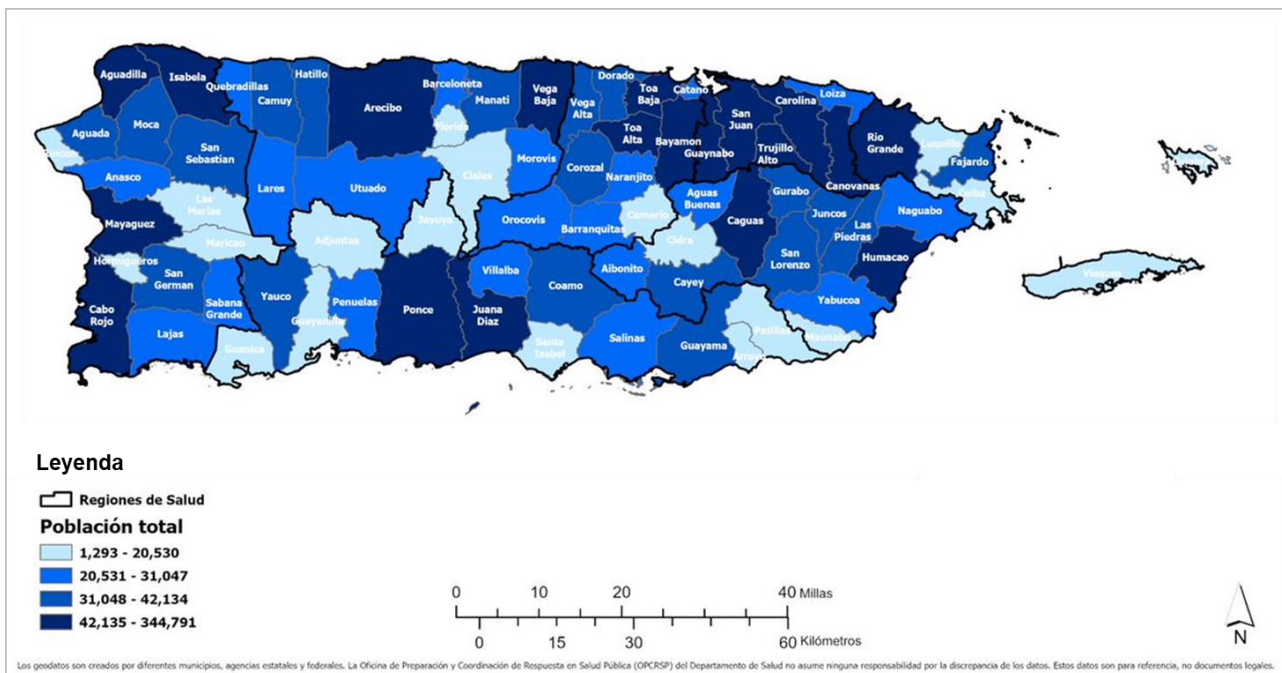 Aguadilla
Isabela
Quebradillas
Camuy
Hatillo
Arecibo
Barceloneta
Manati
Vega
Baja
Vega
Alta
Dorado
Toa
Baja
Catano
San
Juan
Carolina
Loiza
Rio
Grande
Luquillo
Fajardo
Ceiba
Aguada
Moca
San
Sebastian
Rincon
Anasco
Lares
Utuado
Florida
Ciales
Morovis
Corozal
Toa
Alta
Naranjito
Bayamon
Guaynabo
Trujillo
Alto
Canovanas
Las
Marias
Mayaguez
Maricao
Adjuntas
Jayuya
Orocovis
Barranquitas
Comerio
Aguas
Buenas
Cidra
Caguas
Gurabo
Juncos
Las
Piedras
Naguabo
Humacao
Hormigueros
San
German
Cabo
Rojo
Sabana
Grande
Lajas
Guanica
Yauco
Guayanilla
Penuelas
Ponce
Juana
Diaz
Villalba
Coamo
Santa
Isabel
Aibonito
Salinas
Cayey
San
Lorenzo
Yabucoa
Guayama
Patillas
Arroyo
Maunabo
Vieques
Leyenda
Regiones de Salud
Población total
1,293 - 20,530
20,531 - 31,047
31,048 - 42,134
42,135 - 344,791
0 10 20 40 Millas
0 15 30 60 Kilómetros
N
Los geodatos son creados por diferentes municipios, agencias estatales y federales. La Oficina de Preparación y Coordinación de Respuesta en Salud Pública (OPCRSP) del Departamento de Salud no asume ninguna responsabilidad por la discrepancia de los datos. Estos datos son para referencia, no documentos legales.